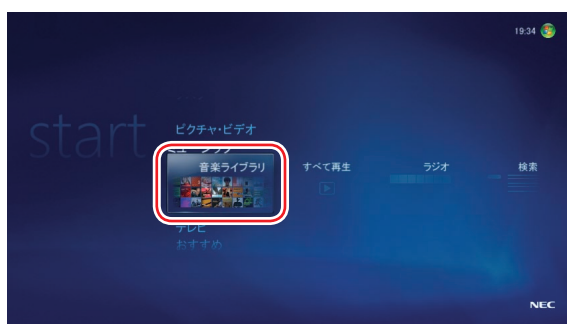 19:34
start
ピクチャ・ビデオ
音楽ライブラリ
すべて再生
ラジオ
検索
テレビ
おすすめ
NEC